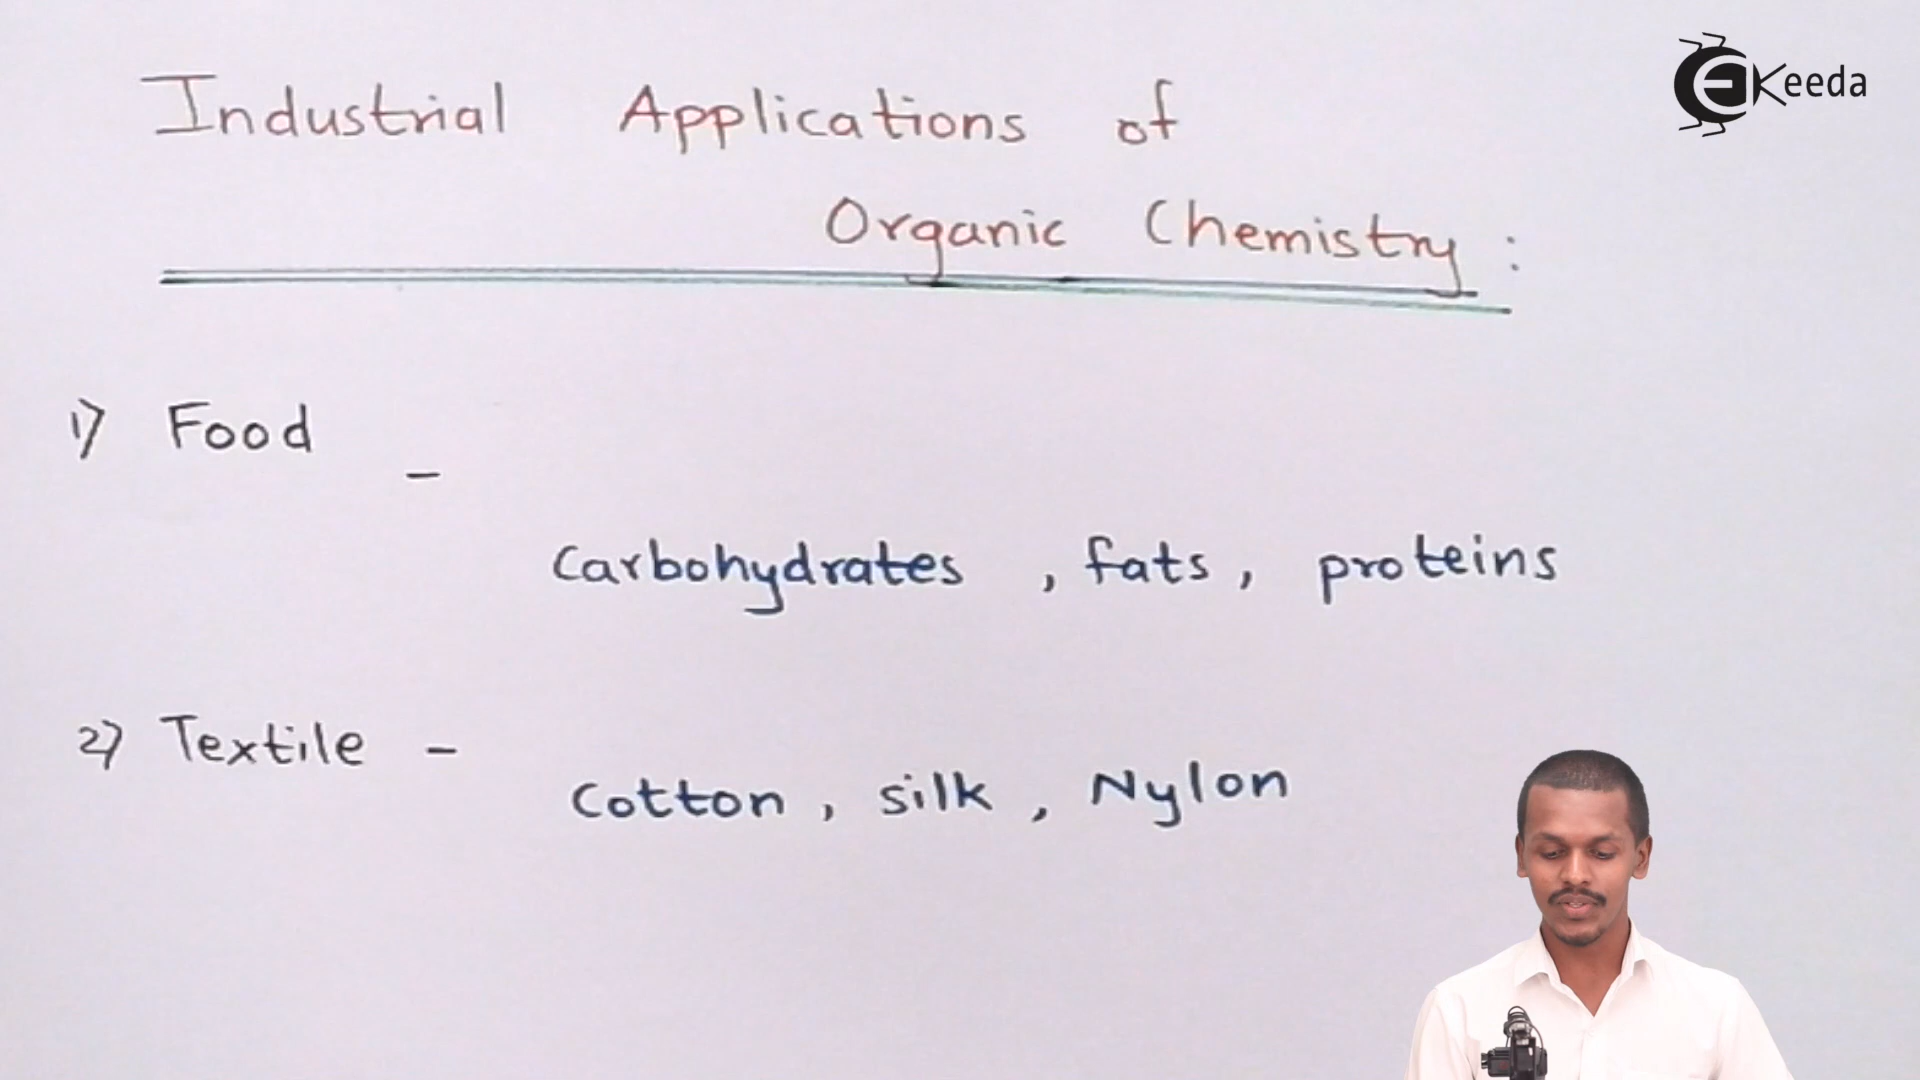 Industrial Applications of
Organic Chemistry :
1) Food -
Carbohydrates , fats , proteins
2) Textile -
Cotton , silk , Nylon
EKeeda